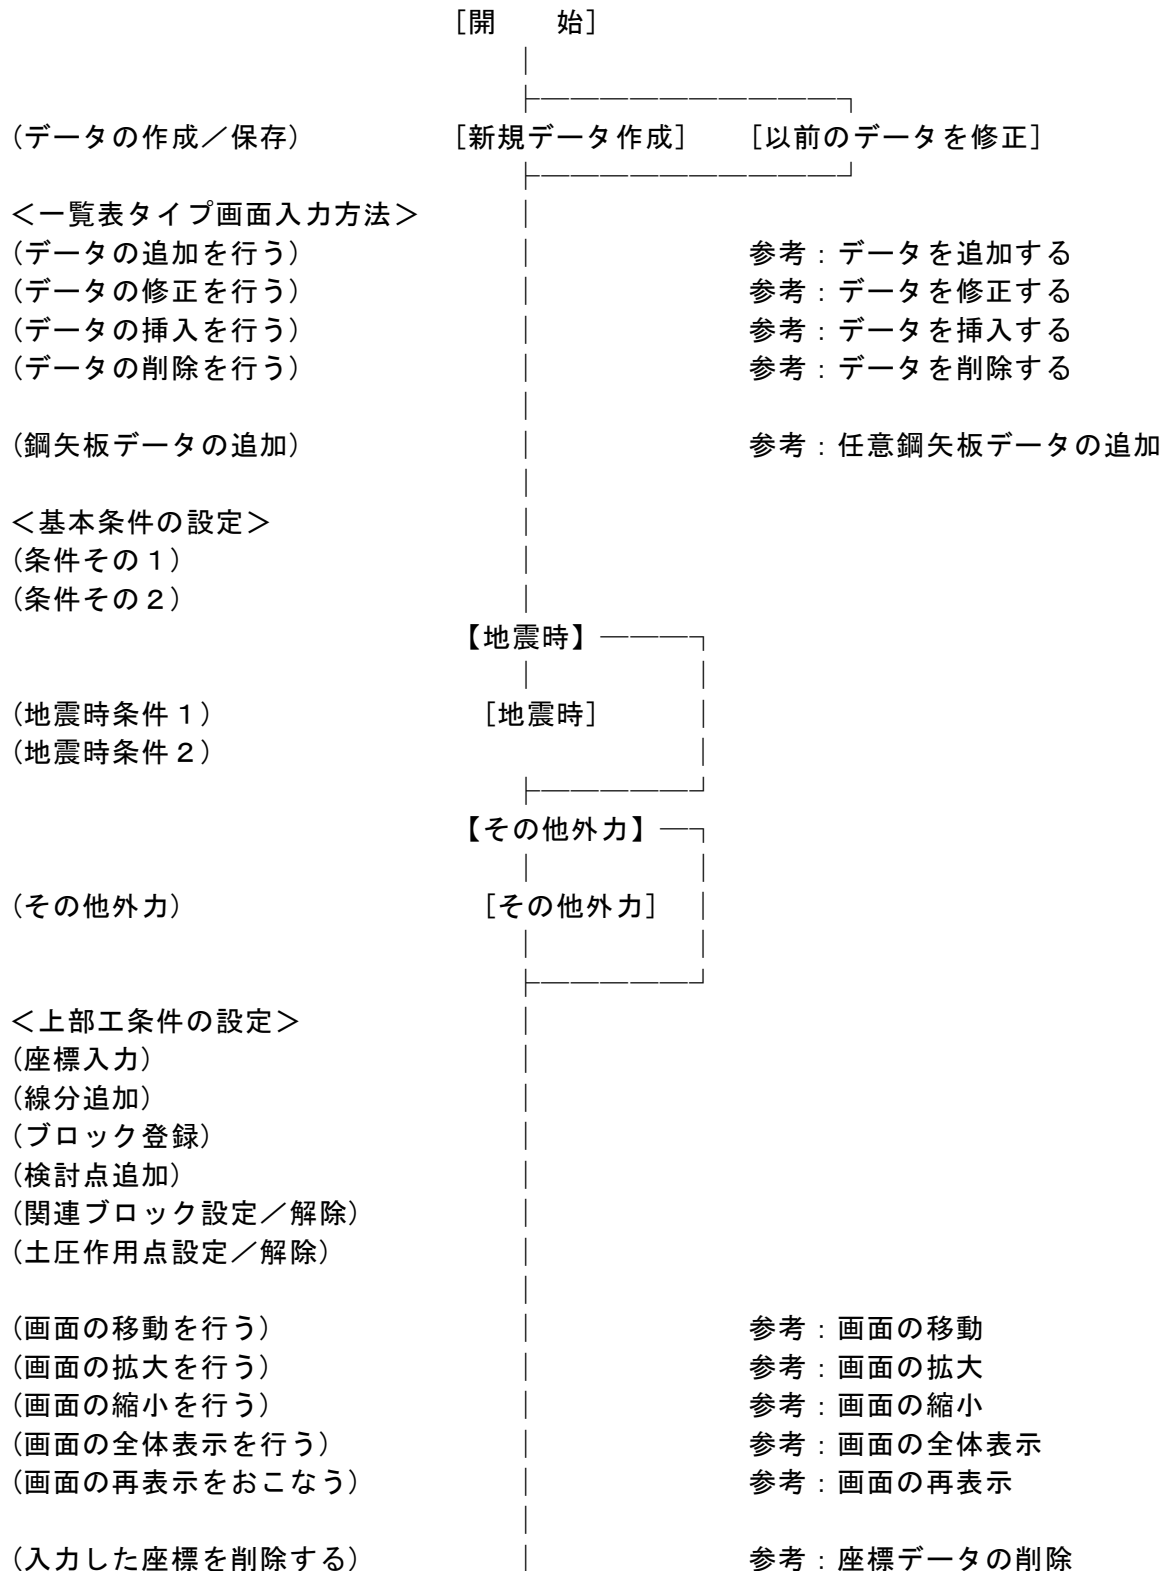 [開　　始]
(データの作成／保存)　[新規データ作成]　[以前のデータを修正]
＜一覧表タイプ画面入力方法＞
(データの追加を行う)　参考：データを追加する
(データの修正を行う)　参考：データを修正する
(データの挿入を行う)　参考：データを挿入する
(データの削除を行う)　参考：データを削除する
(鋼矢板データの追加)　参考：任意鋼矢板データの追加
＜基本条件の設定＞
(条件その１)
(条件その２)
【地震時】
(地震時条件１)　[地震時]
(地震時条件２)
【その他外力】
(その他外力)　[その他外力]
＜上部工条件の設定＞
(座標入力)
(線分追加)
(ブロック登録)
(検討点追加)
(関連ブロック設定／解除)
(土圧作用点設定／解除)
(画面の移動を行う)　参考：画面の移動
(画面の拡大を行う)　参考：画面の拡大
(画面の縮小を行う)　参考：画面の縮小
(画面の全体表示を行う)　参考：画面の全体表示
(画面の再表示をおこなう)　参考：画面の再表示
(入力した座標を削除する)　参考：座標データの削除